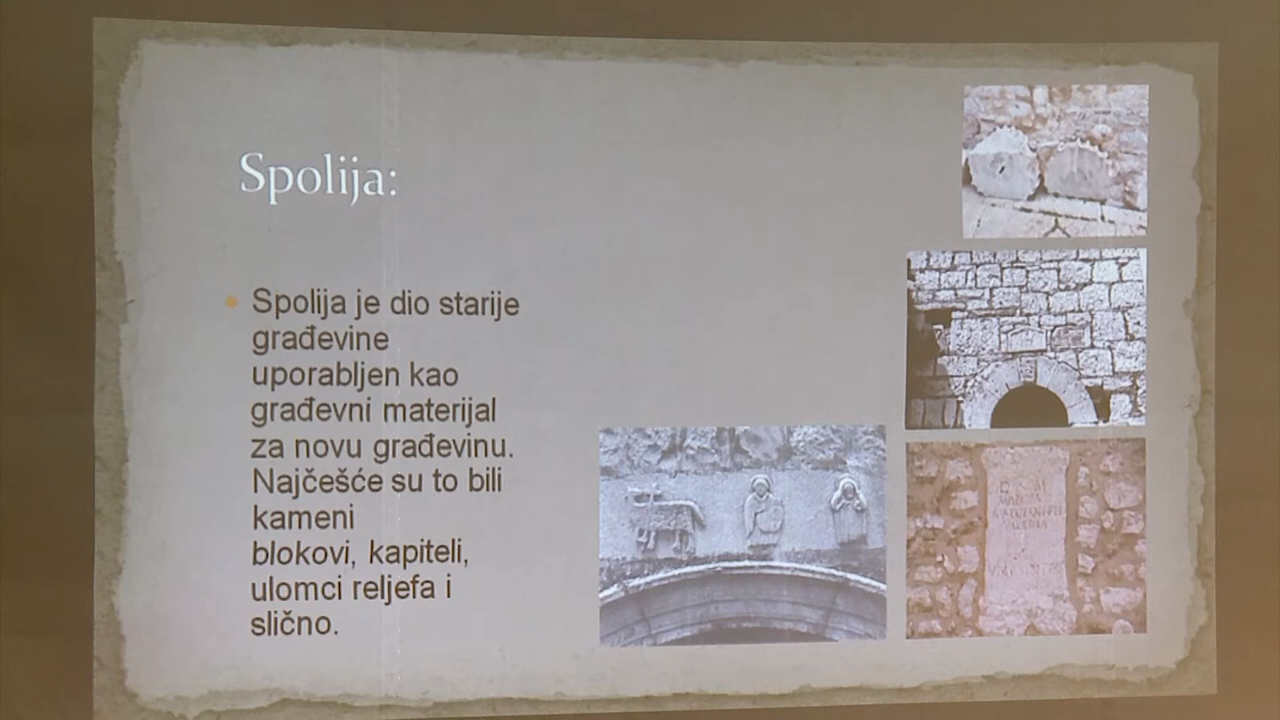 Spolija:
Spolija je dio starije
građevine
uporabljen kao
građevni materijal
za novu građevinu.
Najčešće su to bili
kameni
blokovi, kapiteli,
ulomci reljefa i
slično.